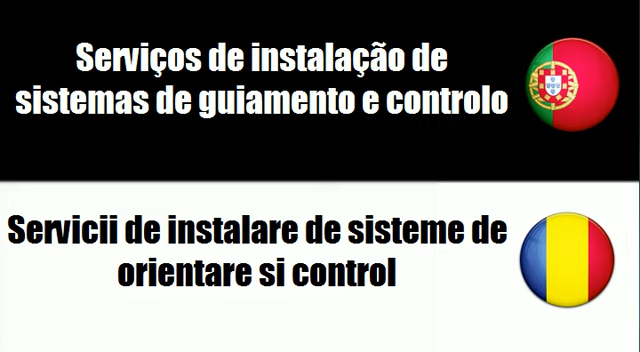 Serviços de instalação de
sistemas de guiamento e controlo
Servicii de instalare de sisteme de
orientare si control